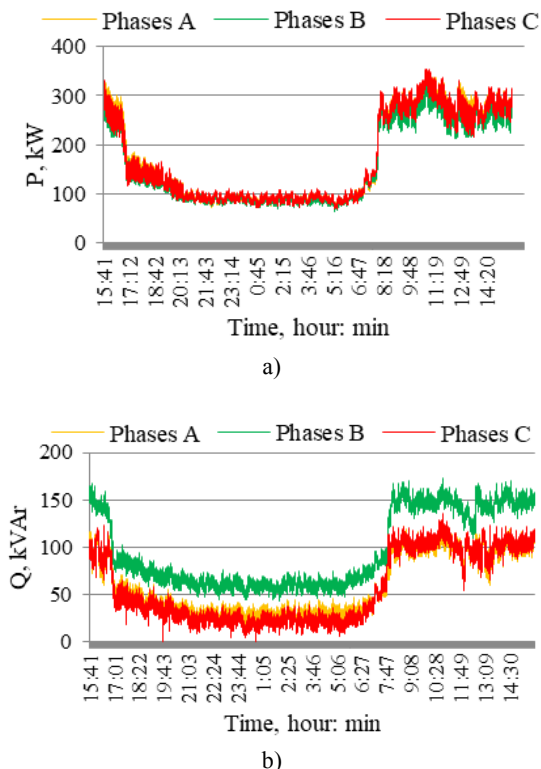 Phases A Phases B Phases C
400
300
200
100
0
P, kW
15:41 17:12 18:42 20:13 21:43 23:14 0:45 2:15 3:46 5:16 6:47 8:18 9:48 11:19 12:49 14:20
Time, hour: min
a)
Phases A Phases B Phases C
200
150
100
50
0
Q, kVAr
15:41 17:01 18:22 19:43 21:03 22:24 23:44 1:05 2:25 3:46 5:06 6:27 7:47 9:08 10:28 11:49 13:09 14:30
Time, hour: min
b)